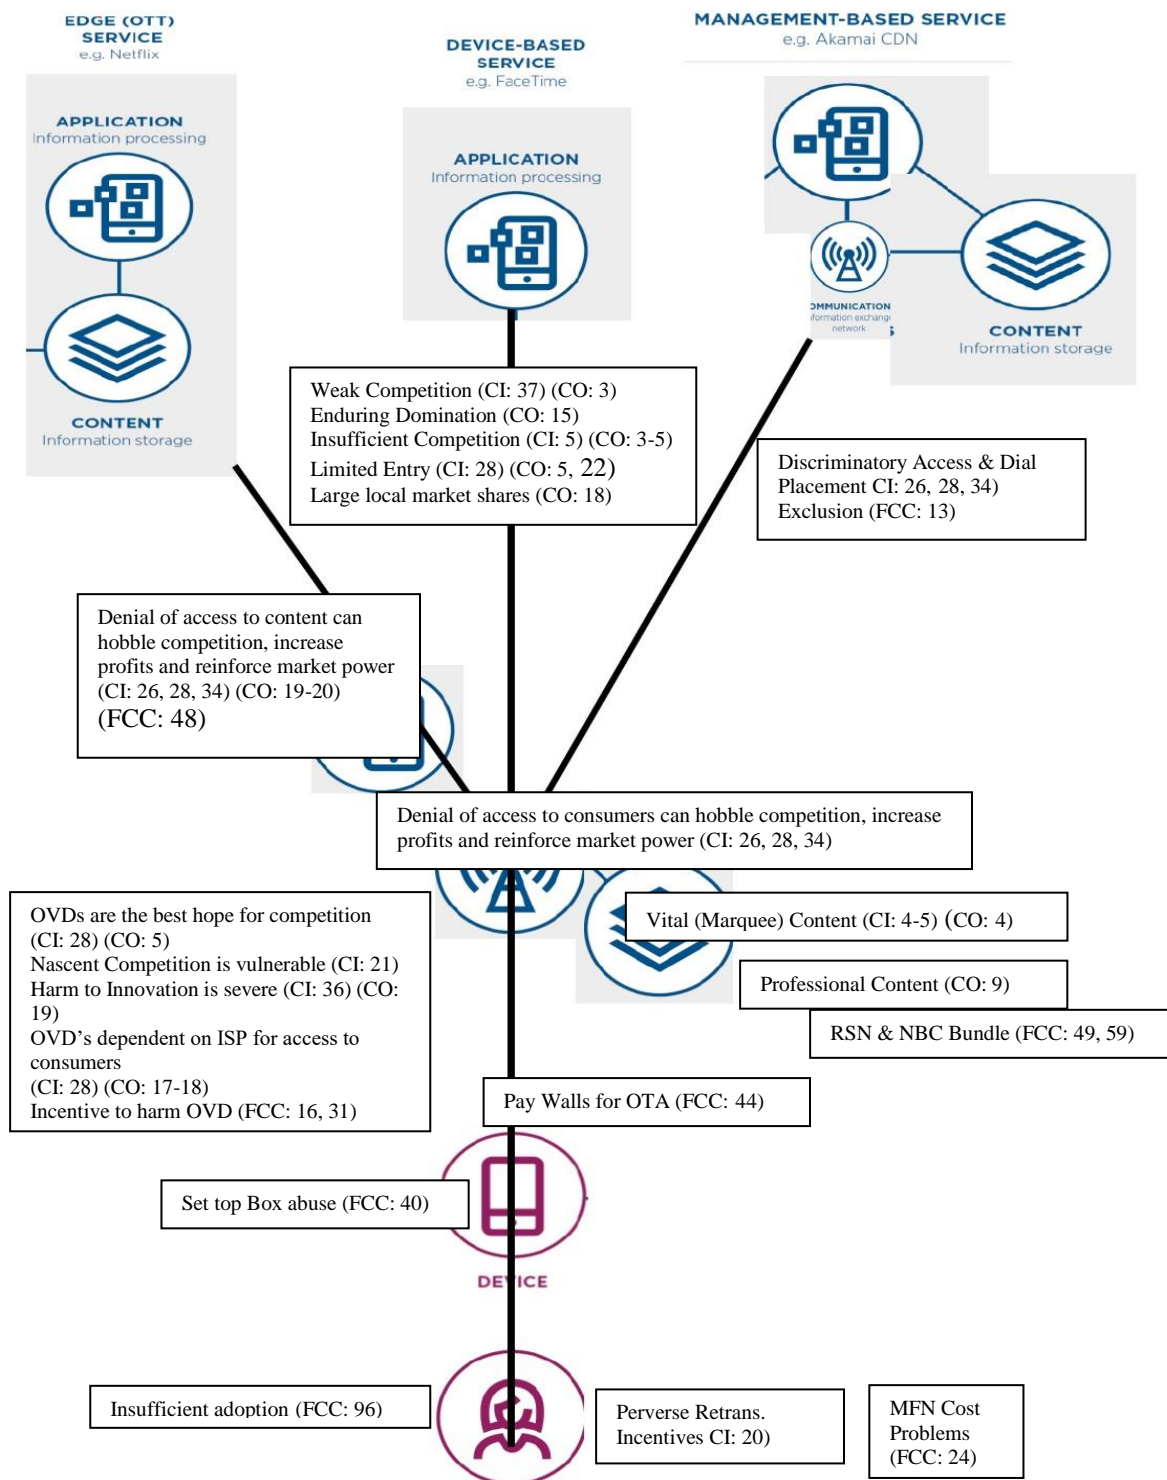 EDGE (OTT)
SERVICE
e.g. Netflix
DEVICE-BASED
SERVICE
e.g. FaceTime
MANAGEMENT-BASED SERVICE
e.g. Akamai CDN
APPLICATION
Information processing
CONTENT
Information storage
APPLICATION
Information processing
OMMUNICATION
formation exchang
network
S
CONTENT
Information storage
Weak Competition (CI: 37) (CO: 3)
Enduring Domination (CO: 15)
Insufficient Competition (CI: 5) (CO: 3-5)
Limited Entry (CI: 28) (CO: 5, 22)
Large local market shares (CO: 18)
Discriminatory Access & Dial
Placement CI: 26, 28, 34)
Exclusion (FCC: 13)
Denial of access to content can
hobble competition, increase
profits and reinforce market power
(CI: 26, 28, 34) (CO: 19-20)
(FCC: 48)
Denial of access to consumers can hobble competition, increase
profits and reinforce market power (CI: 26, 28, 34)
OVDs are the best hope for competition
(CI: 28) (CO: 5)
Nascent Competition is vulnerable (CI: 21)
Harm to Innovation is severe (CI: 36) (CO:
19)
OVD's dependent on ISP for access to
consumers
(CI: 28) (CO: 17-18)
Incentive to harm OVD (FCC: 16, 31)
Vital (Marquee) Content (CI: 4-5) (CO: 4)
Professional Content (CO: 9)
RSN & NBC Bundle (FCC: 49, 59)
Pay Walls for OTA (FCC: 44)
Set top Box abuse (FCC: 40)
DEVICE
Insufficient adoption (FCC: 96)
Perverse Retrans.
Incentives CI: 20)
MFN Cost
Problems
(FCC: 24)